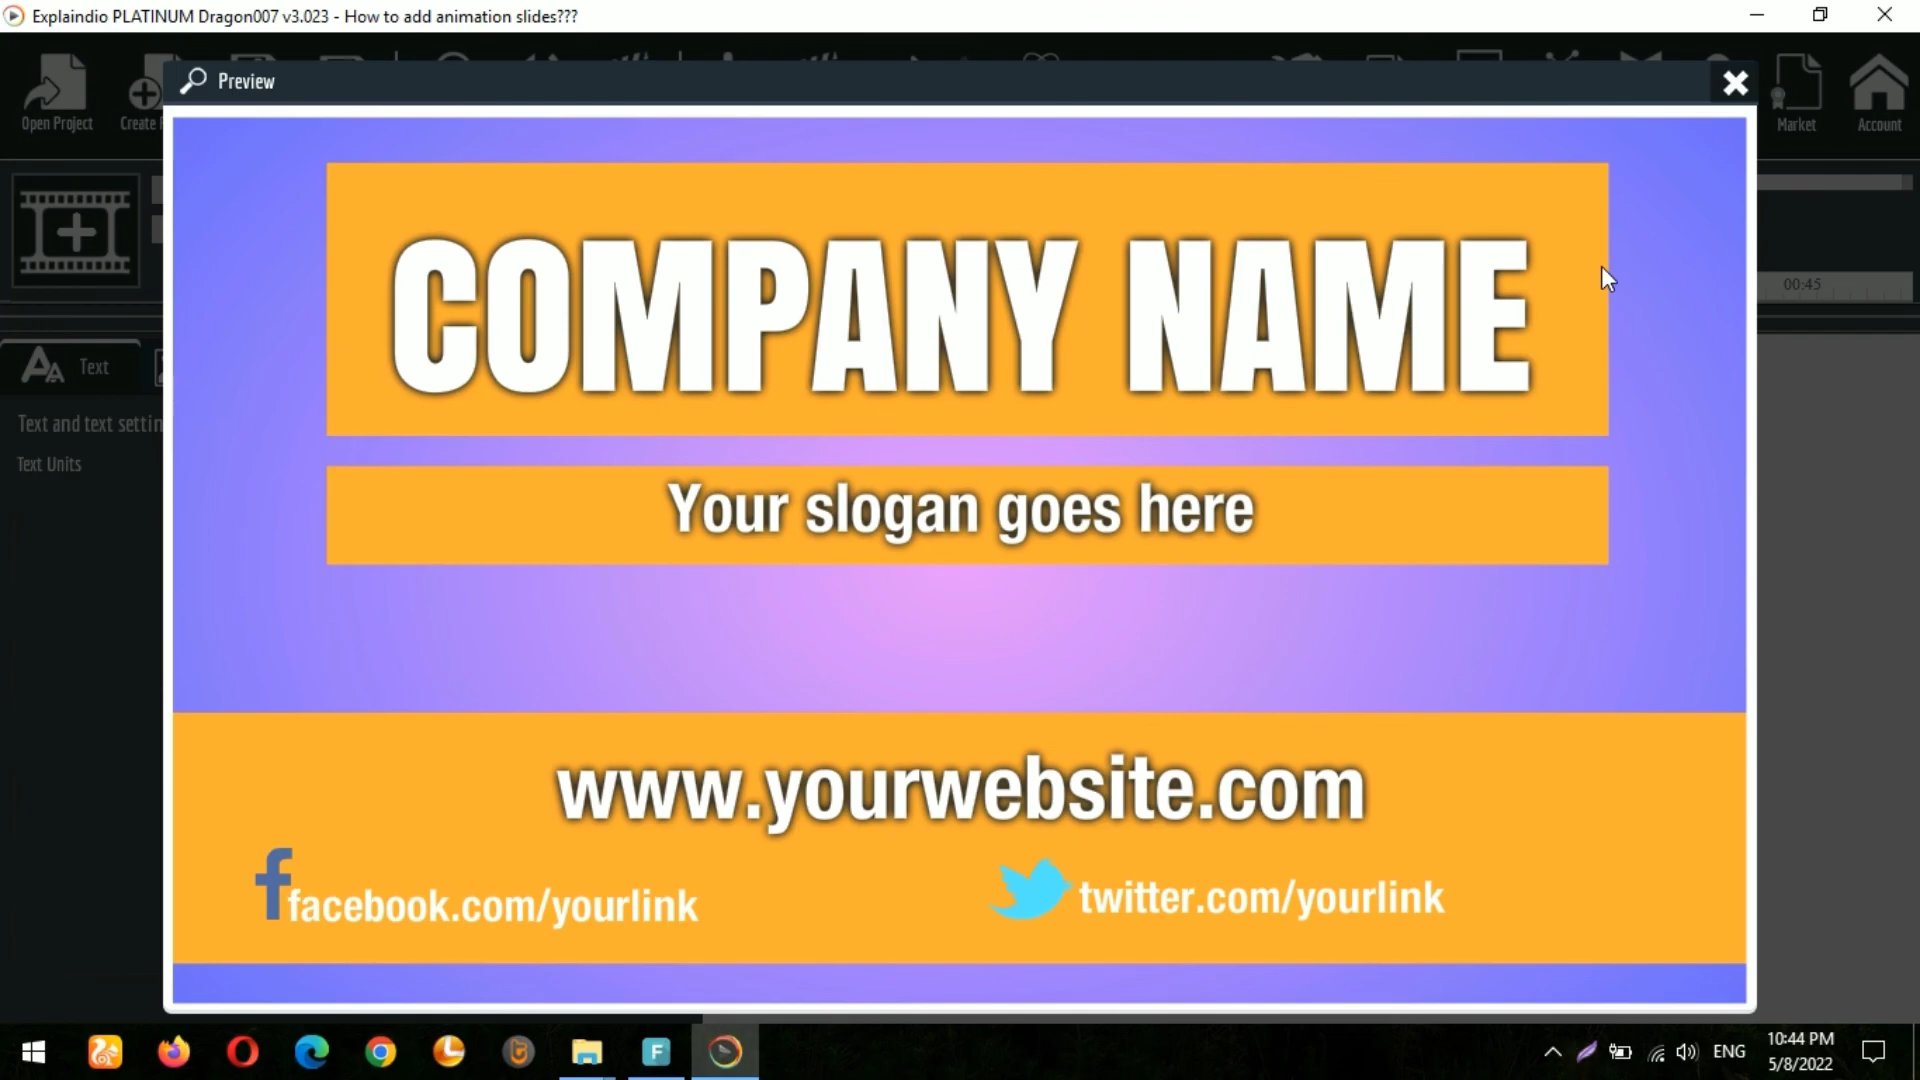 Explaindio PLATINUM Dragon007 v3.023 - How to add animation slides???
Open Project
Create
Preview
Market
Account
COMPANY NAME
00:45
Text
Text and text settin
Text Units
Your slogan goes here
www.yourwebsite.com
facebook.com/yourlink
twitter.com/yourlink
ENG
10:44 PM
5/8/2022